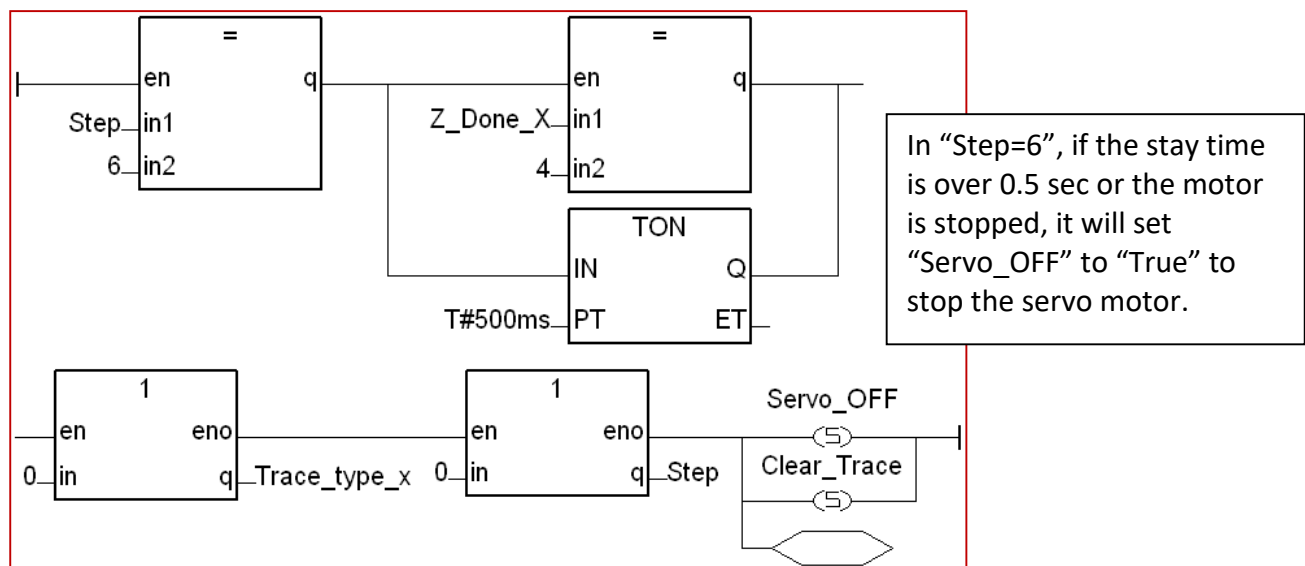 = =
en q en q
Step in1 Z_Done_X in1
6 in2 4 in2
TON
IN Q
T#500ms PT ET
In “Step=6”, if the stay time
is over 0.5 sec or the motor
is stopped, it will set
“Servo_OFF” to “True” to
stop the servo motor.
1 1 Servo_OFF
en eno en eno S
0 in q Trace_type_x 0 in q Step Clear_Trace
S